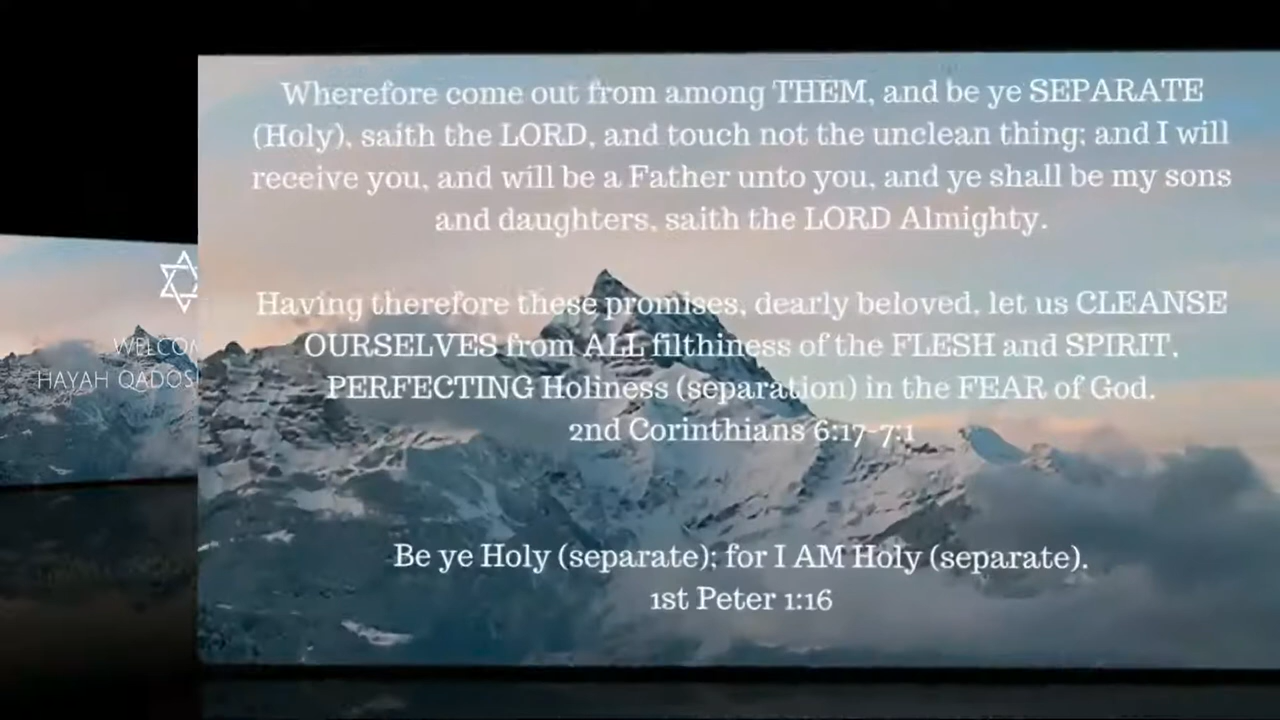 Wherefore come out from among THEM, and be ye SEPARATE
(Holy), saith the LORD, and touch not the unclean thing; and I will
receive you, and will be a Father unto you, and ye shall be my sons
and daughters, saith the LORD Almighty.
Having therefore these promises, dearly beloved, let us CLEANSE
OURSELVES from ALL filthiness of the FLESH and SPIRIT,
PERFECTING Holiness (separation) in the FEAR of God.
2nd Corinthians 6:17-7:1
Be ye Holy (separate); for I AM Holy (separate).
1st Peter 1:16
WELCOM
HAYAH QADOS